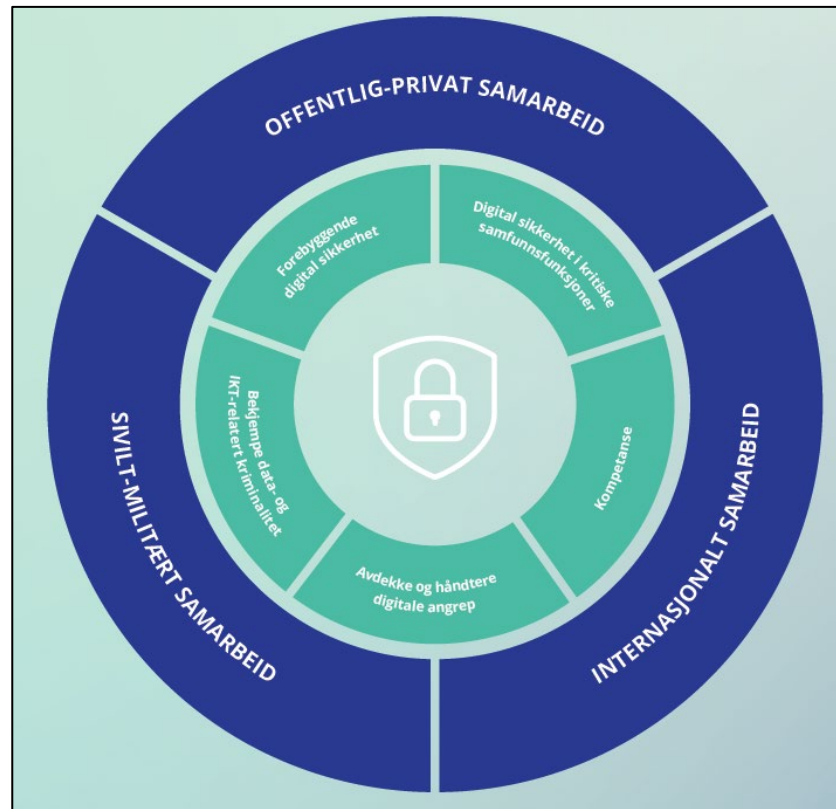 OFFENTLIG-PRIVAT SAMARBEID
Forebyggende
digital sikkerhet
Digital sikkerhet i kritiske
samfunnsfunksjoner
Bekjempe data- og
IKT-relatert kriminalitet
Kompetanse
Avdekke og håndtere
digitale angrep
SIVILT-MILITÆRT SAMARBEID
INTERNASJONALT SAMARBEID